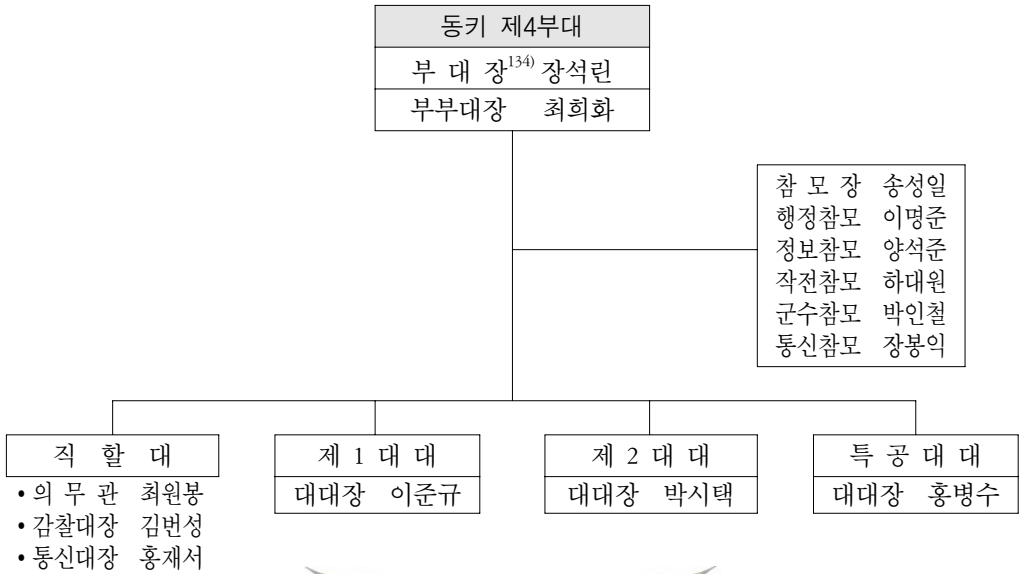 동키 제4부대
부 대 장134) 장석린
부부대장 최희화
참 모 장 송성일
행정참모 이명준
정보참모 양석준
작전참모 하대원
군수참모 박인철
통신참모 장봉익
직 할 대
• 의 무 관 최원봉
• 감찰대장 김번성
• 통신대장 홍재서
제 1 대 대
대대장 이준규
제 2 대 대
대대장 박시택
특 공 대 대
대대장 홍병수